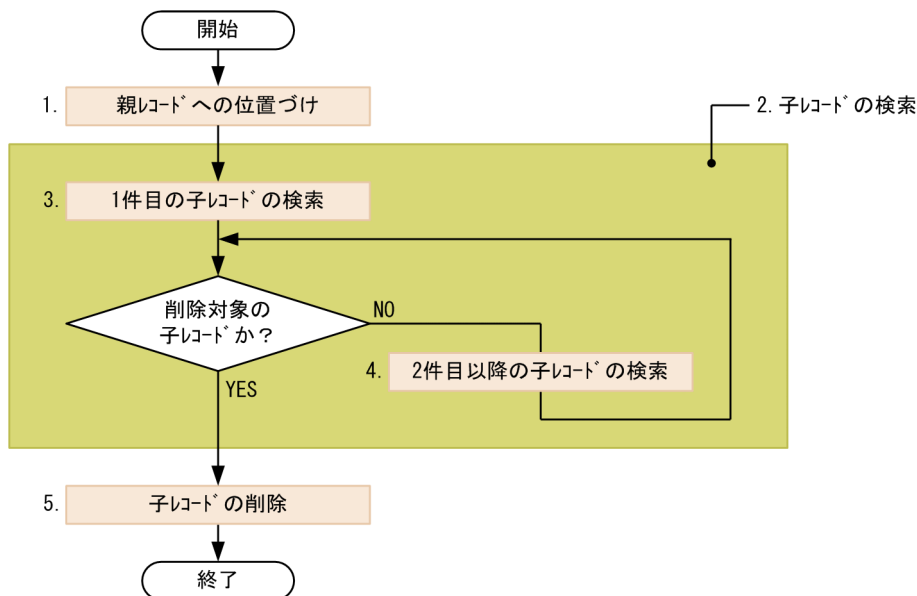 開始
1. 親ﾚｺｰﾄﾞへの位置づけ
2. 子ﾚｺｰﾄﾞの検索
3. 1件目の子ﾚｺｰﾄﾞの検索
削除対象の
子ﾚｺｰﾄﾞか？
NO
4. 2件目以降の子ﾚｺｰﾄﾞの検索
YES
5. 子ﾚｺｰﾄﾞの削除
終了